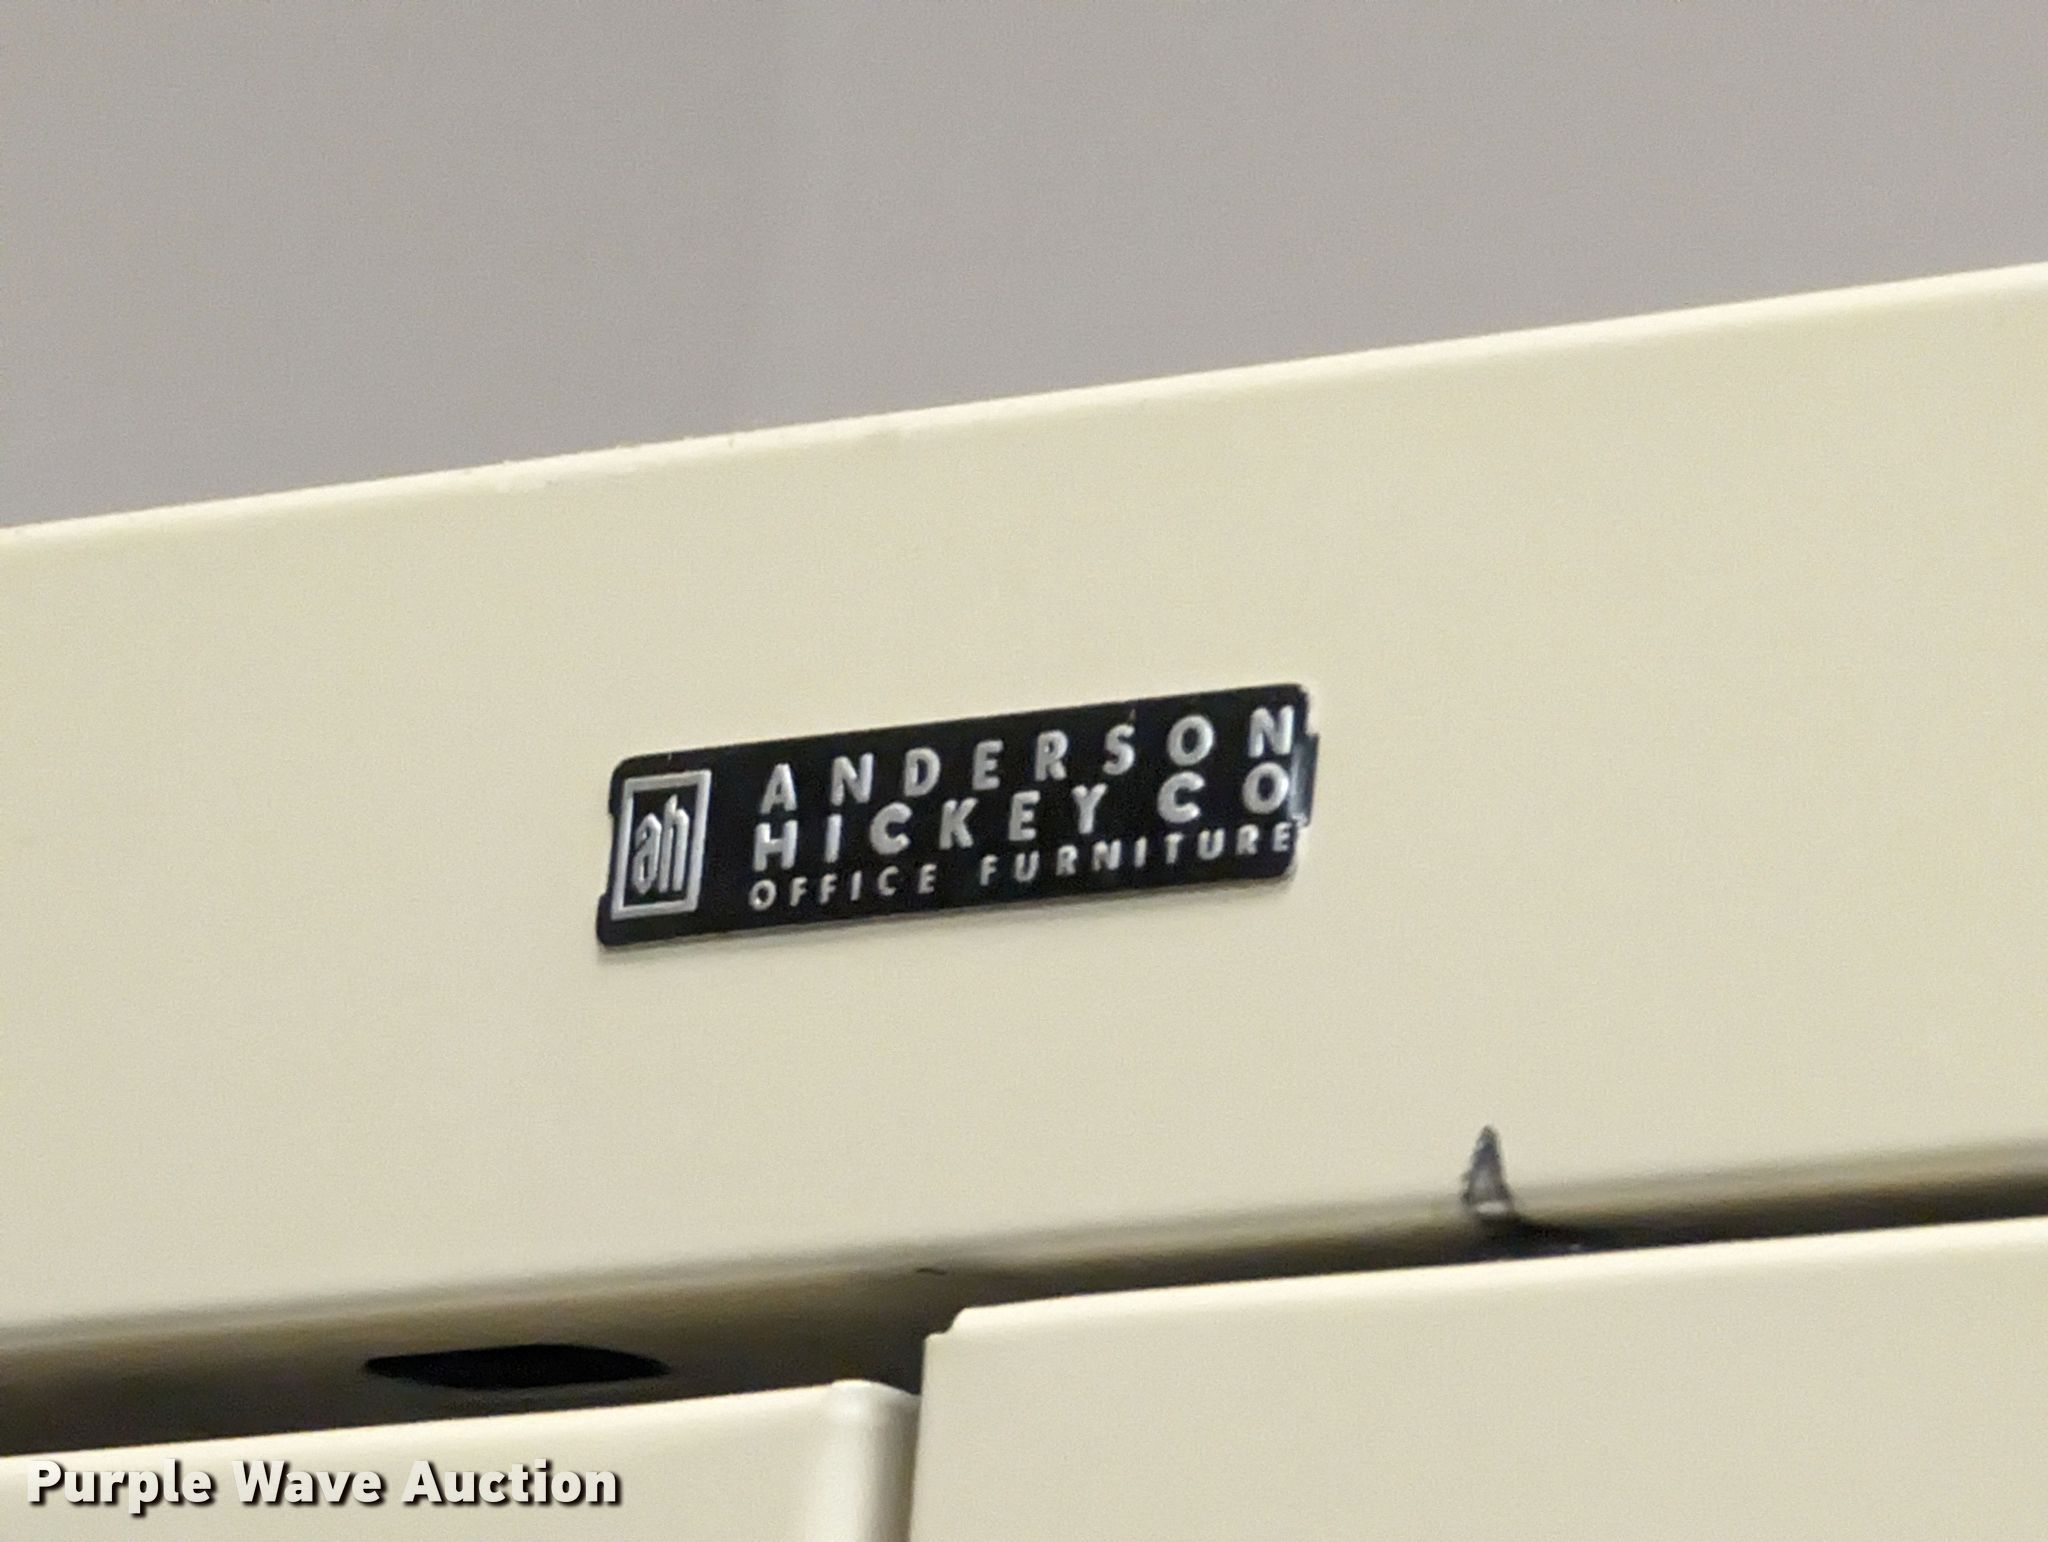 ah
ANDERSON
HICKEY CO
OFFICE FURNITURE
Purple Wave Auction